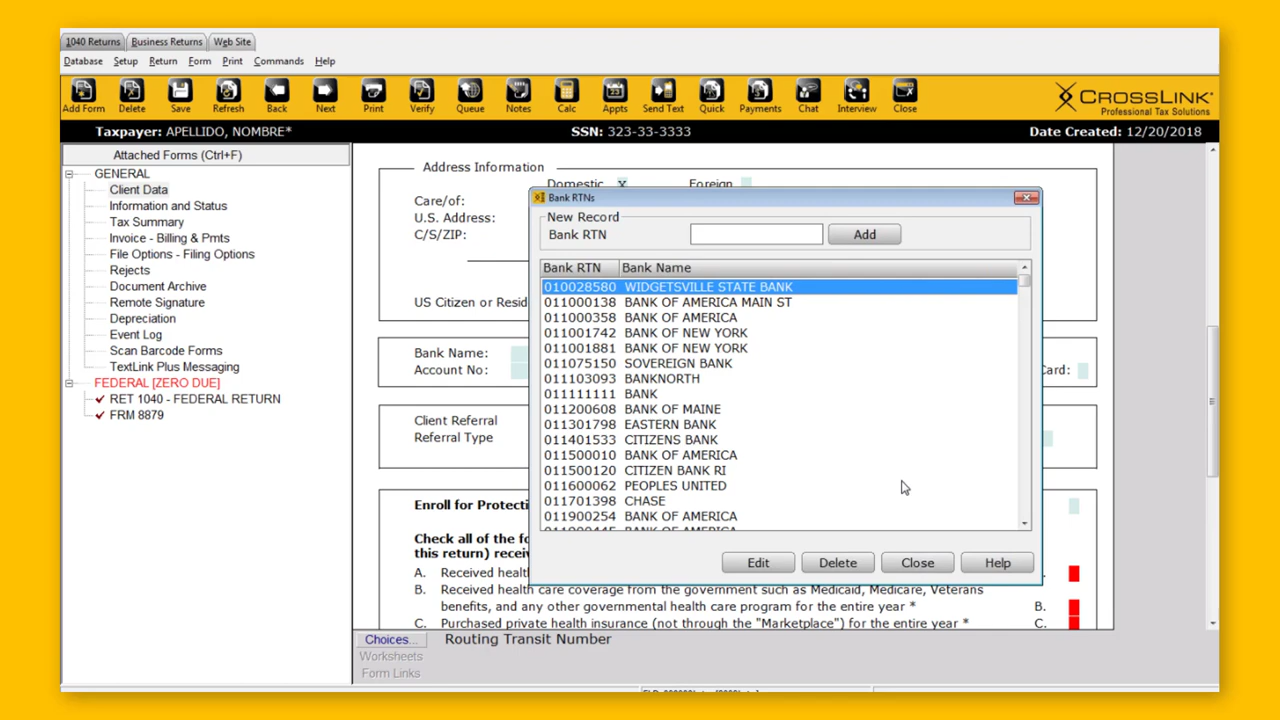 1040 Returns Business Returns Web Site
Database Setup Return Form Print Commands Help
Add Form Delete Save Refresh Back Next Print Verify Queue Notes Calc Appts Send Text Quick Payments Chat Interview Close
CROSSLINK
Professional Tax Solutions
Taxpayer: APELLIDO, NOMBRE* SSN: 323-33-3333 Date Created: 12/20/2018
Attached Forms (Ctrl+F)
GENERAL
Client Data
Information and Status
Tax Summary
Invoice - Billing & Pmts
File Options - Filing Options
Rejects
Document Archive
Remote Signature
Depreciation
Event Log
Scan Barcode Forms
TextLink Plus Messaging
FEDERAL [ZERO DUE]
RET 1040 - FEDERAL RETURN
FRM 8879
Address Information
Domestic X Foreign
Care/of:
U.S. Address:
C/S/ZIP:
US Citizen or Resid
Bank Name:
Account No:
Card:
Client Referral
Referral Type
Enroll for Protecti
Check all of the fo
this return) receiv
A. Received healt
B. Received health care coverage from the government such as Medicaid, Medicare, Veterans
benefits, and any other governmental health care program for the entire year * B.
C. Purchased private health insurance (not through the "Marketplace") for the entire year * C.
Bank RTNs
New Record
Bank RTN Add
Bank RTN Bank Name
010028580 WIDGETSVILLE STATE BANK
011000138 BANK OF AMERICA MAIN ST
011000358 BANK OF AMERICA
011001742 BANK OF NEW YORK
011001881 BANK OF NEW YORK
011075150 SOVEREIGN BANK
011103093 BANKNORTH
011111111 BANK
011200608 BANK OF MAINE
011301798 EASTERN BANK
011401533 CITIZENS BANK
011500010 BANK OF AMERICA
011500120 CITIZEN BANK RI
011600062 PEOPLES UNITED
011701398 CHASE
011900254 BANK OF AMERICA
Edit Delete Close Help
Choices... Routing Transit Number
Worksheets
Form Links